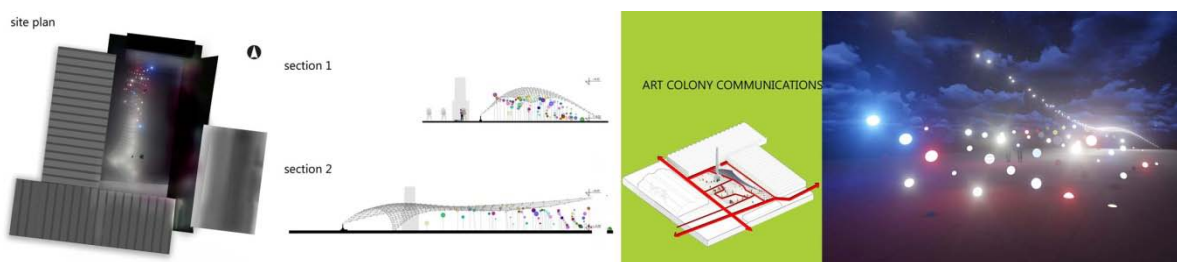 site plan
section 1
section 2
ART COLONY COMMUNICATIONS